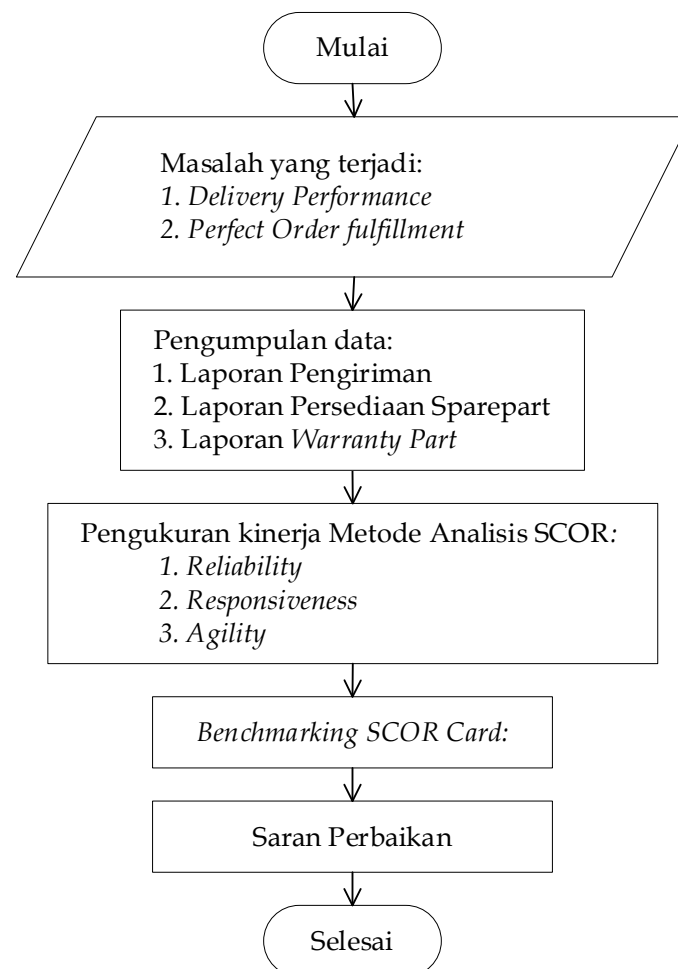 Mulai
Masalah yang terjadi:
1. Delivery Performance
2. Perfect Order fulfillment
Pengumpulan data:
1. Laporan Pengiriman
2. Laporan Persediaan Sparepart
3. Laporan Warranty Part
Pengukuran kinerja Metode Analisis SCOR:
1. Reliability
2. Responsiveness
3. Agility
Benchmarking SCOR Card:
Saran Perbaikan
Selesai